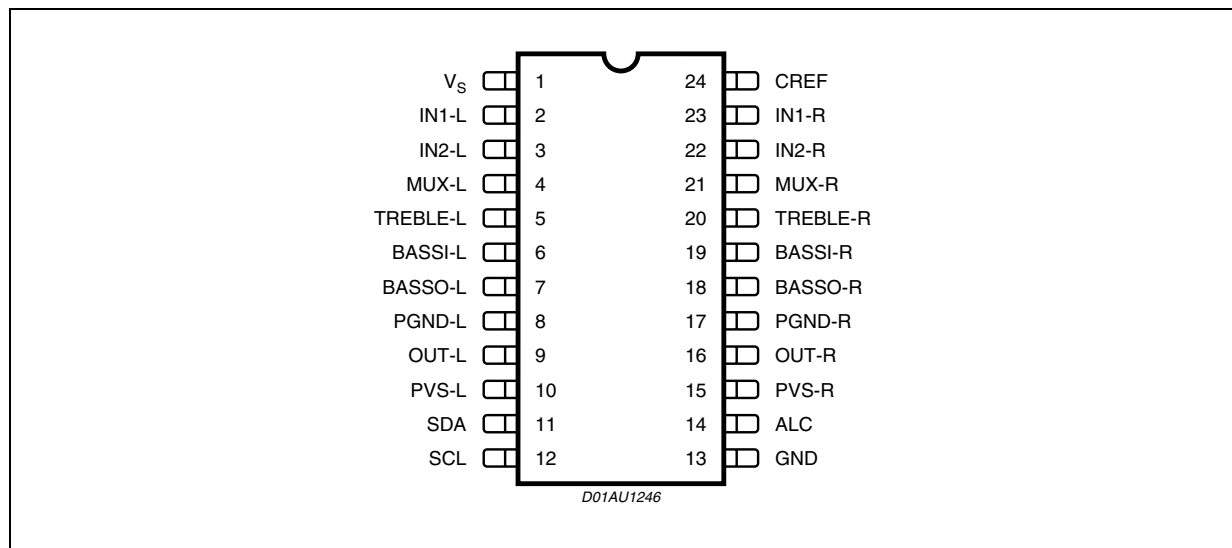 V_S 1 24 CREF
IN1-L 2 23 IN1-R
IN2-L 3 22 IN2-R
MUX-L 4 21 MUX-R
TREBLE-L 5 20 TREBLE-R
BASSI-L 6 19 BASSI-R
BASSO-L 7 18 BASSO-R
PGND-L 8 17 PGND-R
OUT-L 9 16 OUT-R
PVS-L 10 15 PVS-R
SDA 11 14 ALC
SCL 12 13 GND
D01AU1246